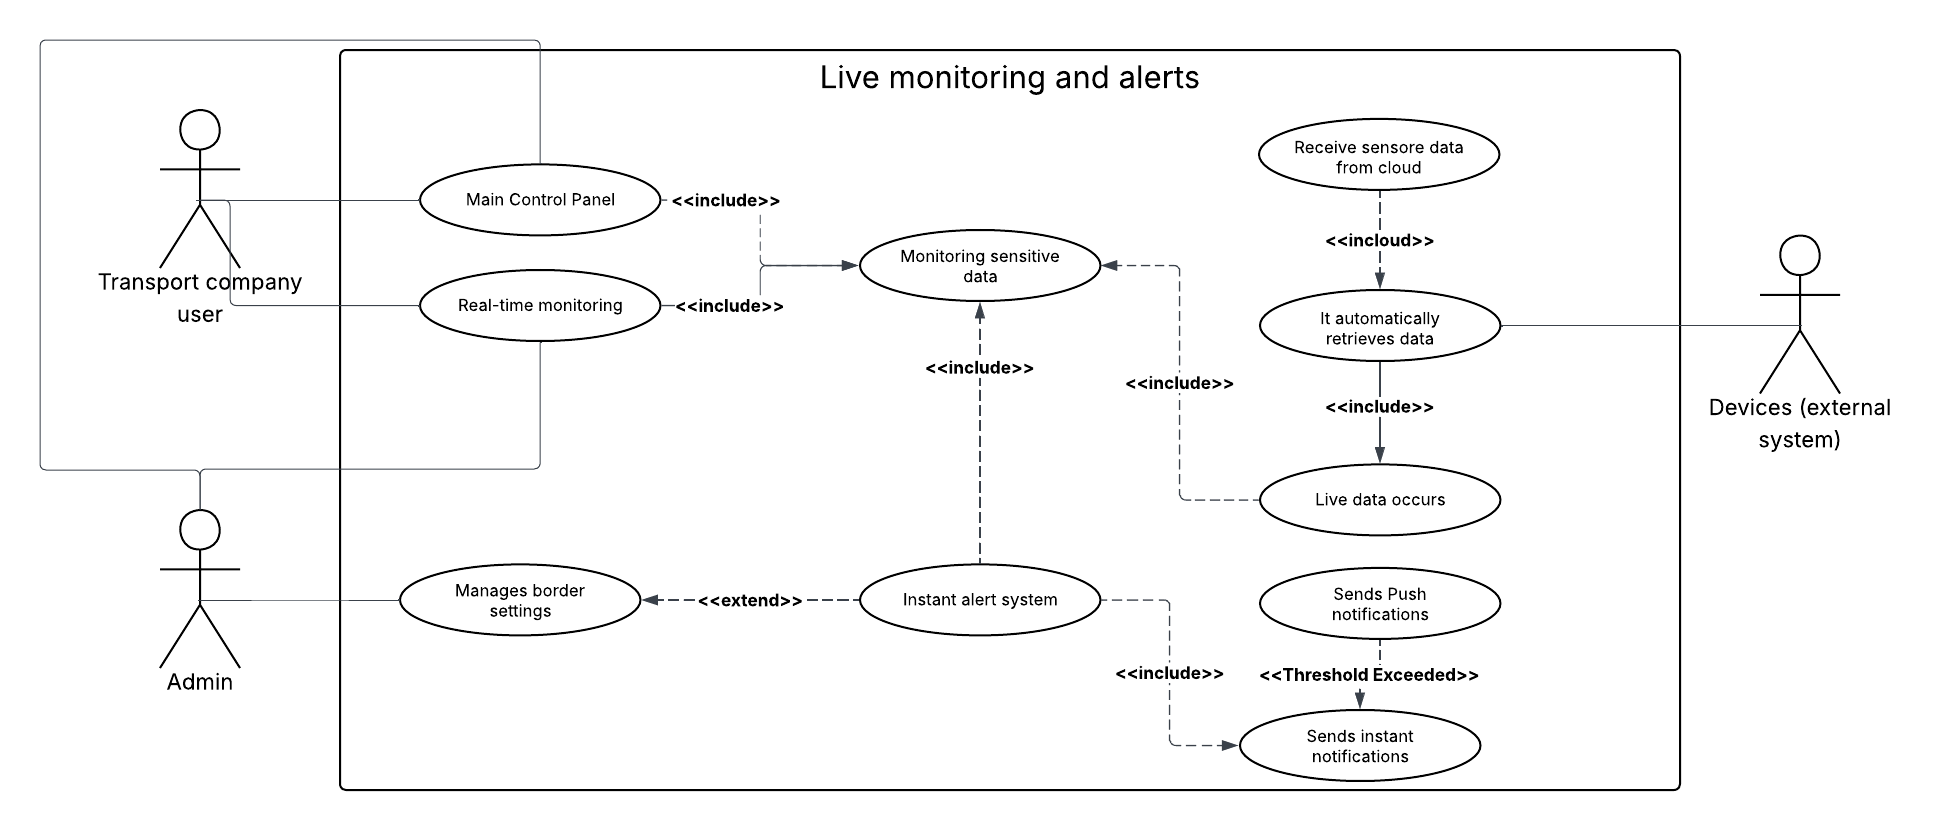 Live monitoring and alerts
Receive sensore data
from cloud
Main Control Panel
<<include>>
<<incloud>>
Monitoring sensitive
data
Transport company
user
Real-time monitoring
<<include>>
It automatically
retrieves data
<<include>>
<<include>>
<<include>>
Devices (external
system)
Live data occurs
Manages border
settings
<<extend>>
Instant alert system
Sends Push
notifications
Admin
<<include>>
<<Threshold Exceeded>>
Sends instant
notifications